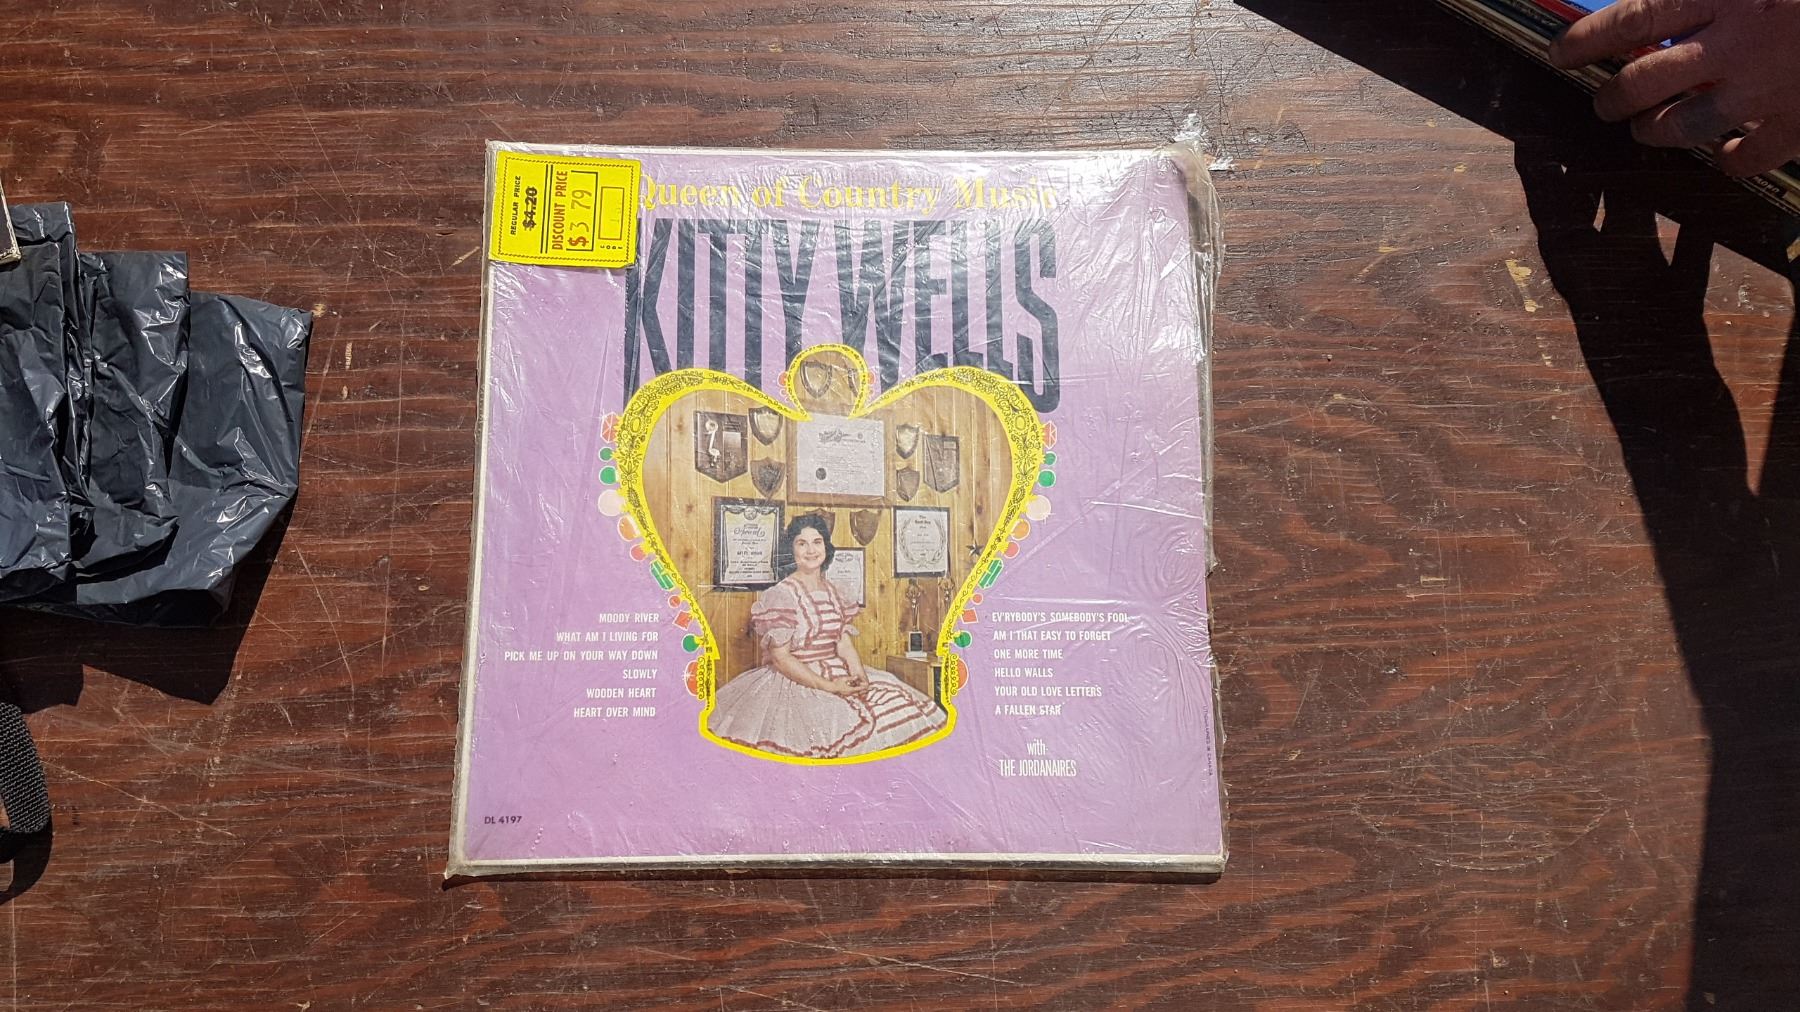 REGULAR PRICE
$4.20
DISCOUNT PRICE
$3 79
CODE
Queen of Country Music
KITTY WELLS
MOODY RIVER
WHAT AM I LIVING FOR
PICK ME UP ON YOUR WAY DOWN
SLOWLY
WOODEN HEART
HEART OVER MIND
EV'RYBODY'S SOMEBODY'S FOOL
AM I THAT EASY TO FORGET
ONE MORE TIME
HELLO WALLS
YOUR OLD LOVE LETTERS
A FALLEN STAR
with
THE JORDANAIRES
DL 4197
MONO